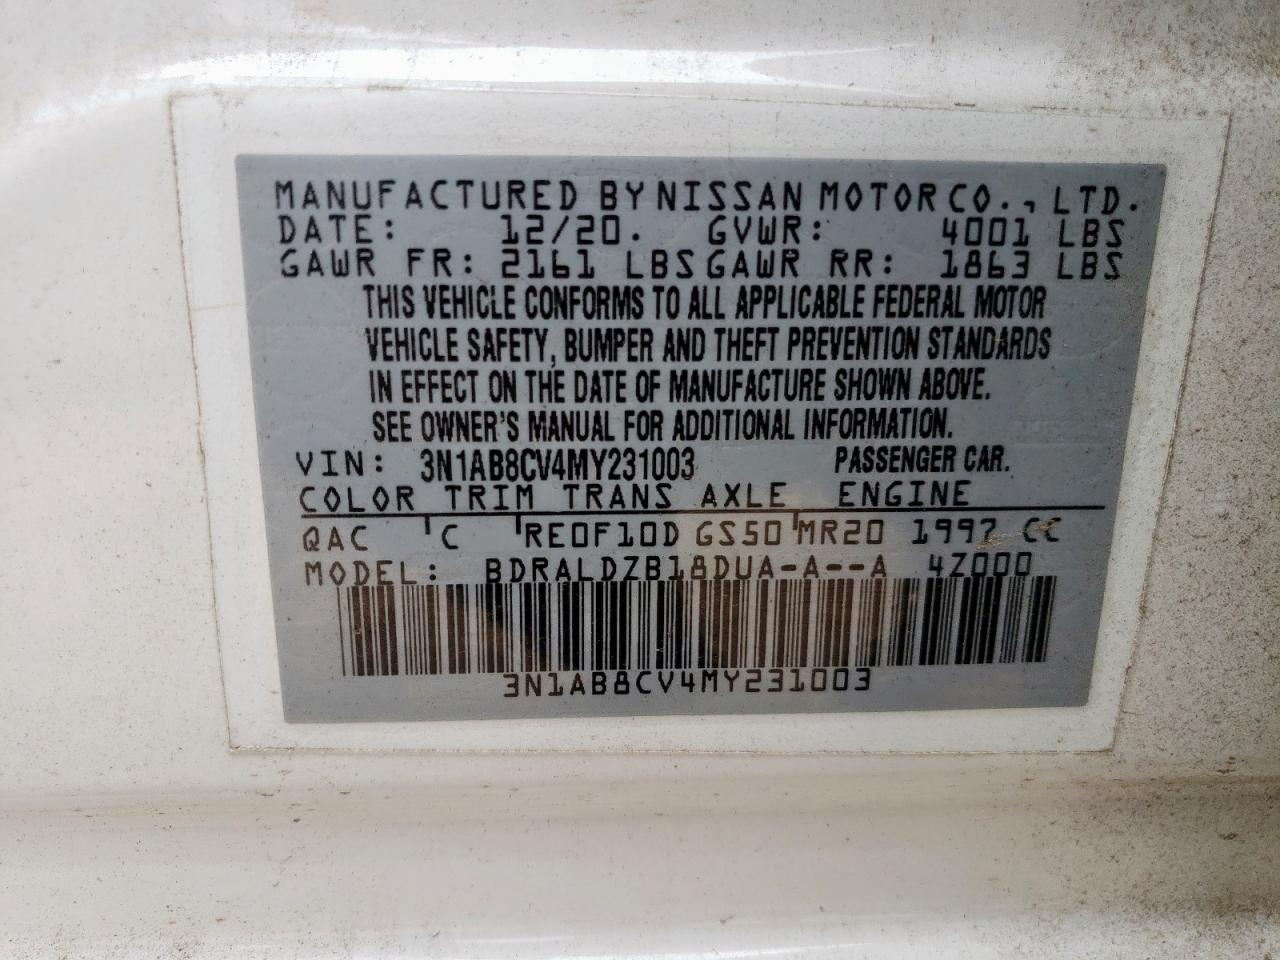 MANUFACTURED BY NISSAN MOTOR CO., LTD.
DATE: 12/20. GVWR: 4001 LBS
GAWR FR: 2161 LBS GAWR RR: 1863 LBS
THIS VEHICLE CONFORMS TO ALL APPLICABLE FEDERAL MOTOR
VEHICLE SAFETY, BUMPER AND THEFT PREVENTION STANDARDS
IN EFFECT ON THE DATE OF MANUFACTURE SHOWN ABOVE.
SEE OWNER'S MANUAL FOR ADDITIONAL INFORMATION.
VIN: 3N1AB8CV4MY231003 PASSENGER CAR.
COLOR TRIM TRANS AXLE ENGINE
QAC C RE0F10D GS50 MR20 1997 CC
MODEL: BDRALDZB18DUA-A--A 4Z000
3N1AB8CV4MY231003